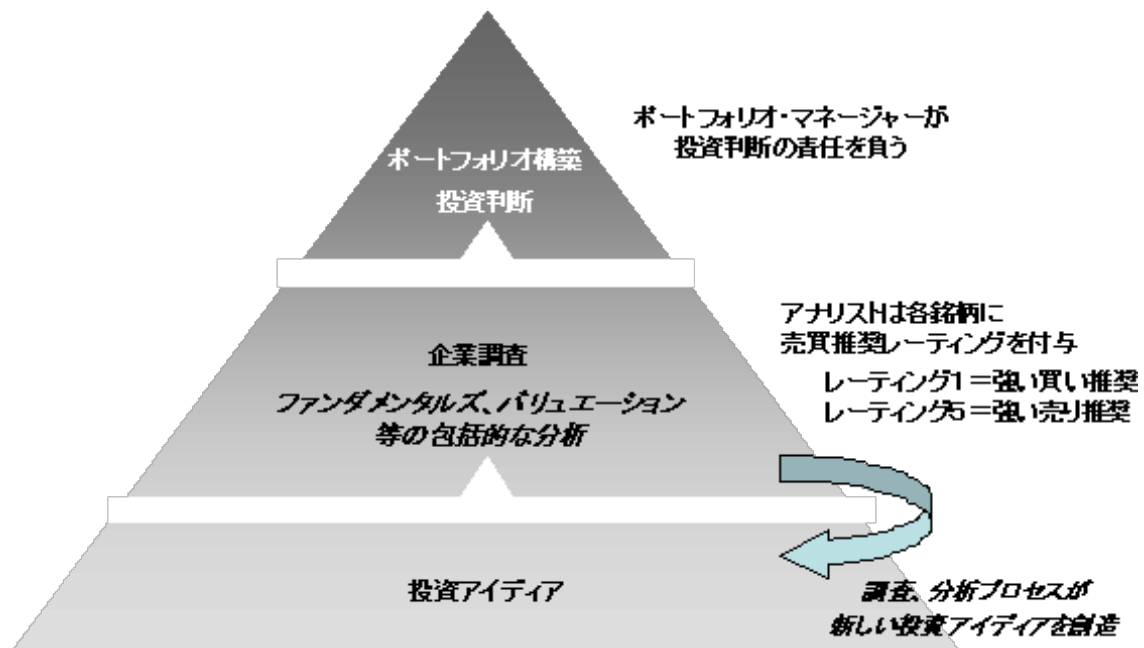 ポートフォリオ・マネージャーが
投資判断の責任を負う
ポートフォリオ構築
投資判断
アナリストは各銘柄に
売買推奨レーティングを付与
レーティング1=強い買い推奨
レーティング5=強い売り推奨
企業調査
ファンダメンタルズ、バリュエーション
等の包括的な分析
投資アイディア
調査、分析プロセスが
新しい投資アイディアを創造